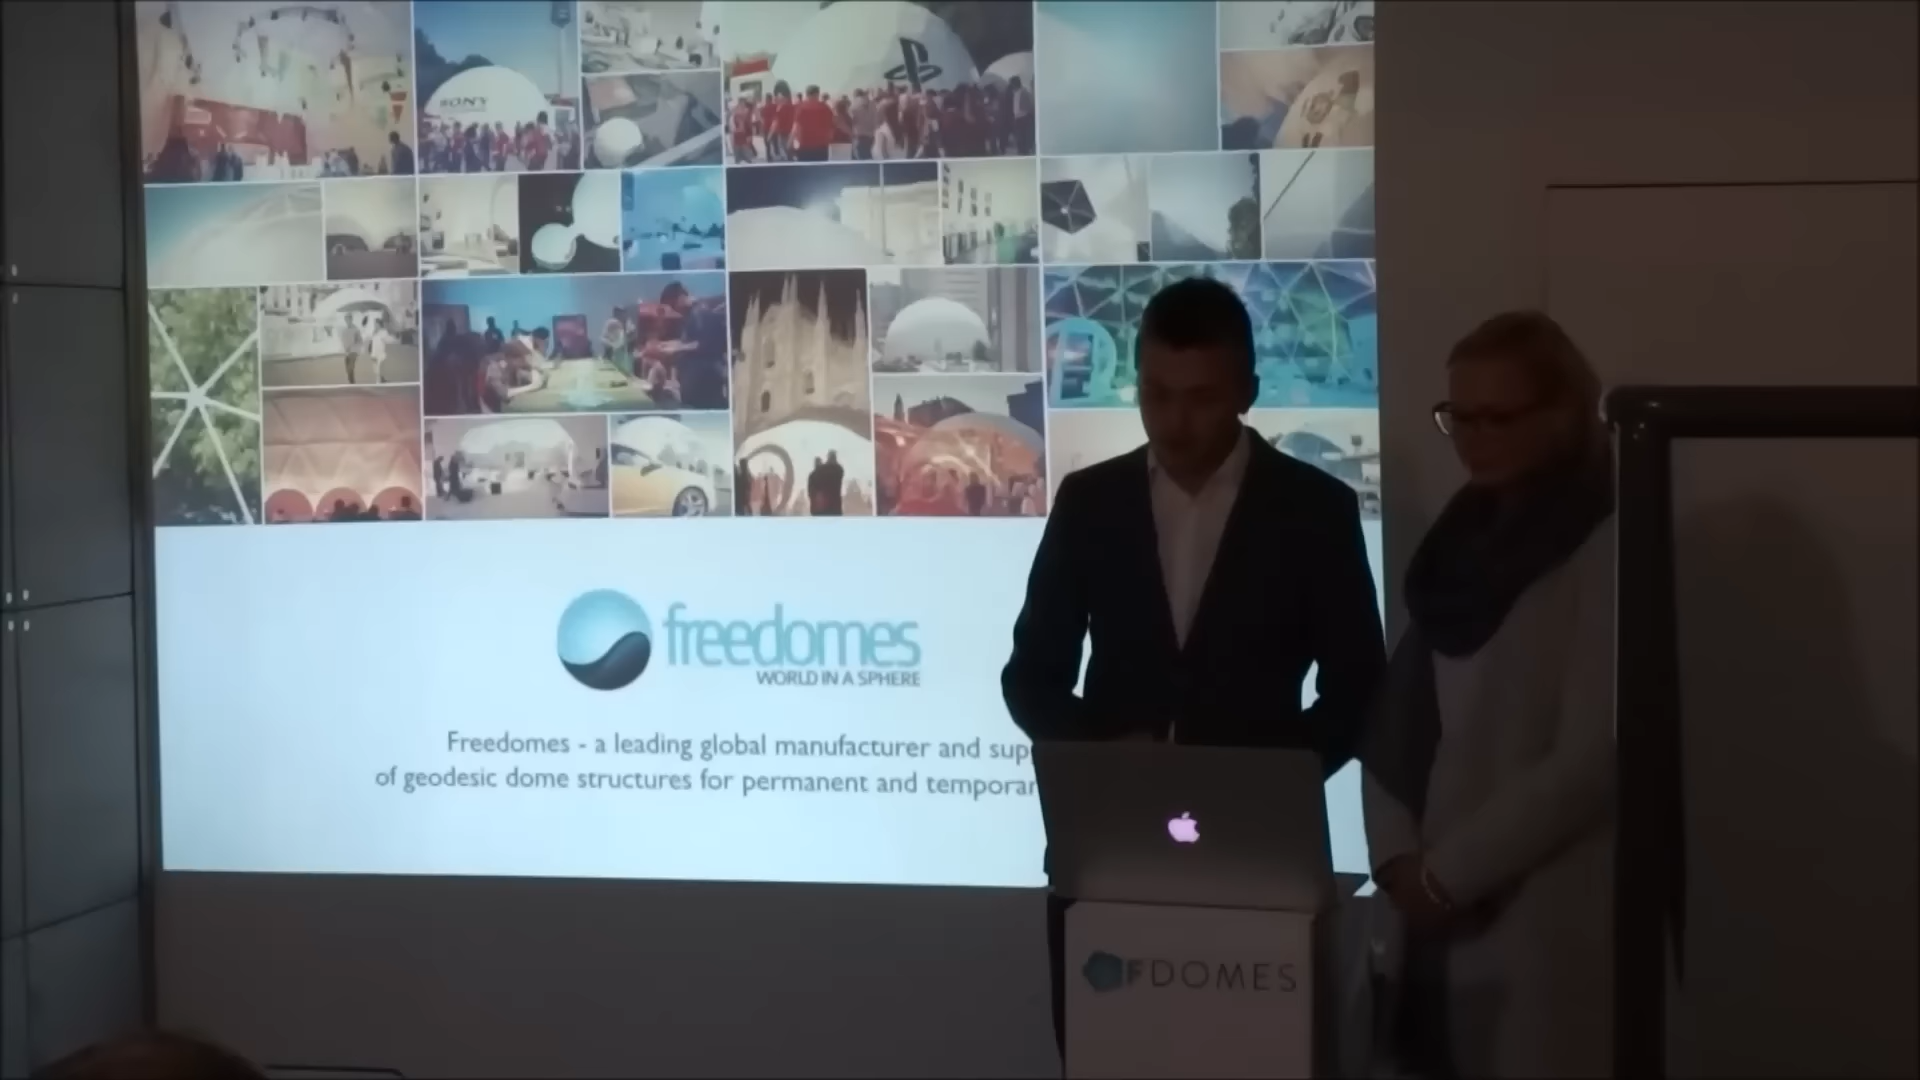 SONY
freedomes
WORLD IN A SPHERE
Freedomes - a leading global manufacturer and sup
of geodesic dome structures for permanent and temporar
FDOMES